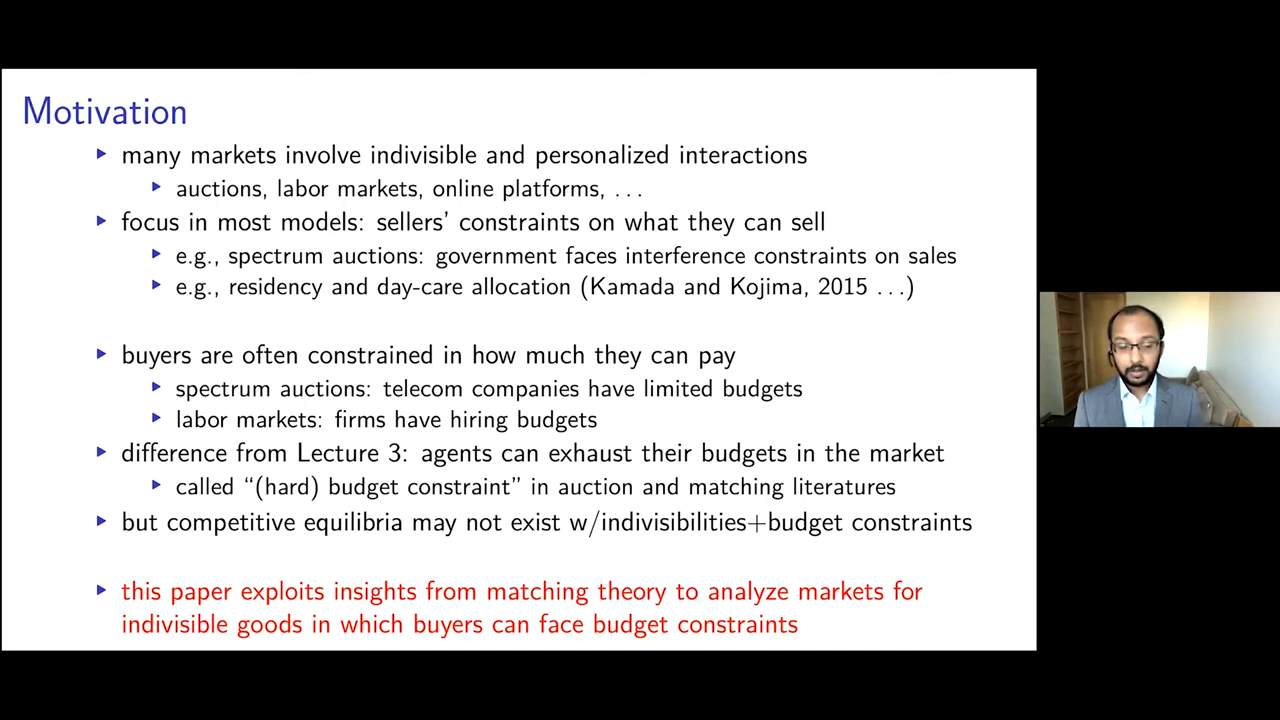 Motivation
many markets involve indivisible and personalized interactions
auctions, labor markets, online platforms, ...
focus in most models: sellers' constraints on what they can sell
e.g., spectrum auctions: government faces interference constraints on sales
e.g., residency and day-care allocation (Kamada and Kojima, 2015 ...)
buyers are often constrained in how much they can pay
spectrum auctions: telecom companies have limited budgets
labor markets: firms have hiring budgets
difference from Lecture 3: agents can exhaust their budgets in the market
called “(hard) budget constraint” in auction and matching literatures
but competitive equilibria may not exist w/indivisibilities+budget constraints
this paper exploits insights from matching theory to analyze markets for
indivisible goods in which buyers can face budget constraints